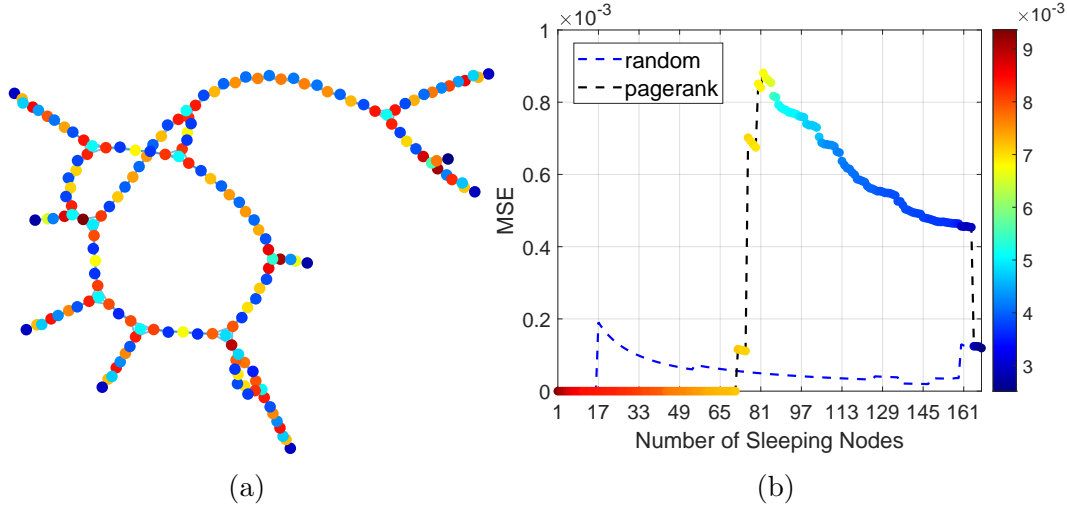 (a)
×10⁻³
1
0.8
0.6
0.4
0.2
0
MSE
random
pagerank
1 17 33 49 65 81 97 113 129 145 161
Number of Sleeping Nodes
×10⁻³
9
8
7
6
5
4
3
(b)